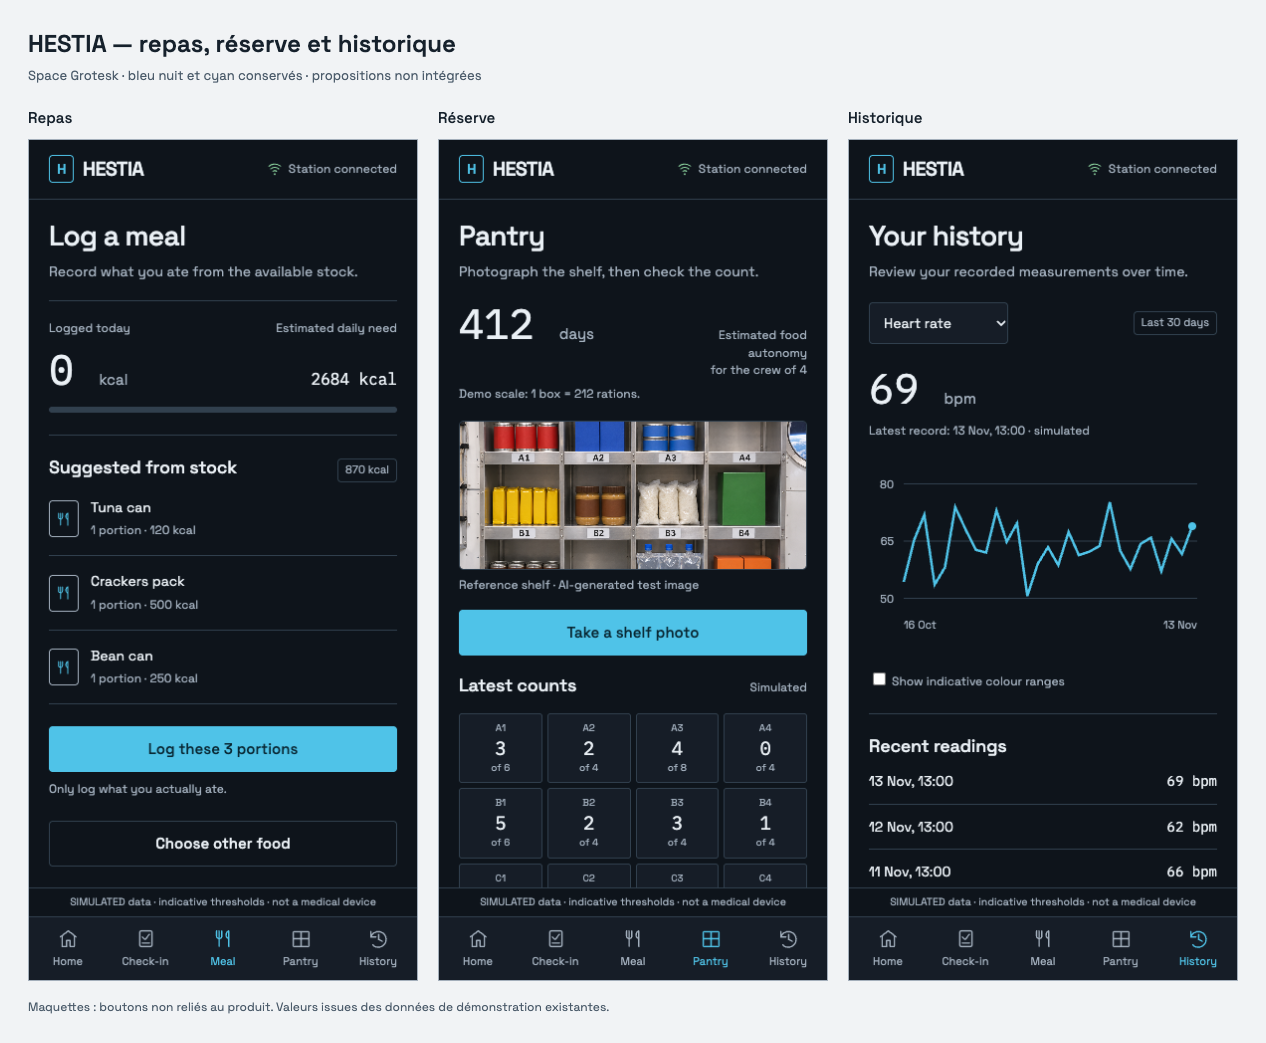 HESTIA — repas, réserve et historique
Space Grotesk · bleu nuit et cyan conservés · propositions non intégrées
Repas
H HESTIA
Station connected
Log a meal
Record what you ate from the available stock.
Logged today
Estimated daily need
0 kcal
2684 kcal
Suggested from stock
870 kcal
Tuna can
1 portion · 120 kcal
Crackers pack
1 portion · 500 kcal
Bean can
1 portion · 250 kcal
Log these 3 portions
Only log what you actually ate.
Choose other food
SIMULATED data · indicative thresholds · not a medical device
Home
Check-in
Meal
Pantry
History
Réserve
H HESTIA
Station connected
Pantry
Photograph the shelf, then check the count.
412 days
Estimated food
autonomy
for the crew of 4
Demo scale: 1 box = 212 rations.
A1
A2
A3
A4
B1
B2
B3
B4
Reference shelf · AI-generated test image
Take a shelf photo
Latest counts
Simulated
A1
3
of 6
A2
2
of 4
A3
4
of 8
A4
0
of 4
B1
5
of 6
B2
2
of 4
B3
3
of 4
B4
1
of 4
C1
C2
C3
C4
SIMULATED data · indicative thresholds · not a medical device
Home
Check-in
Meal
Pantry
History
Historique
H HESTIA
Station connected
Your history
Review your recorded measurements over time.
Heart rate
Last 30 days
69 bpm
Latest record: 13 Nov, 13:00 · simulated
80
65
50
16 Oct
13 Nov
Show indicative colour ranges
Recent readings
13 Nov, 13:00
69 bpm
12 Nov, 13:00
62 bpm
11 Nov, 13:00
66 bpm
SIMULATED data · indicative thresholds · not a medical device
Home
Check-in
Meal
Pantry
History
Maquettes : boutons non reliés au produit. Valeurs issues des données de démonstration existantes.